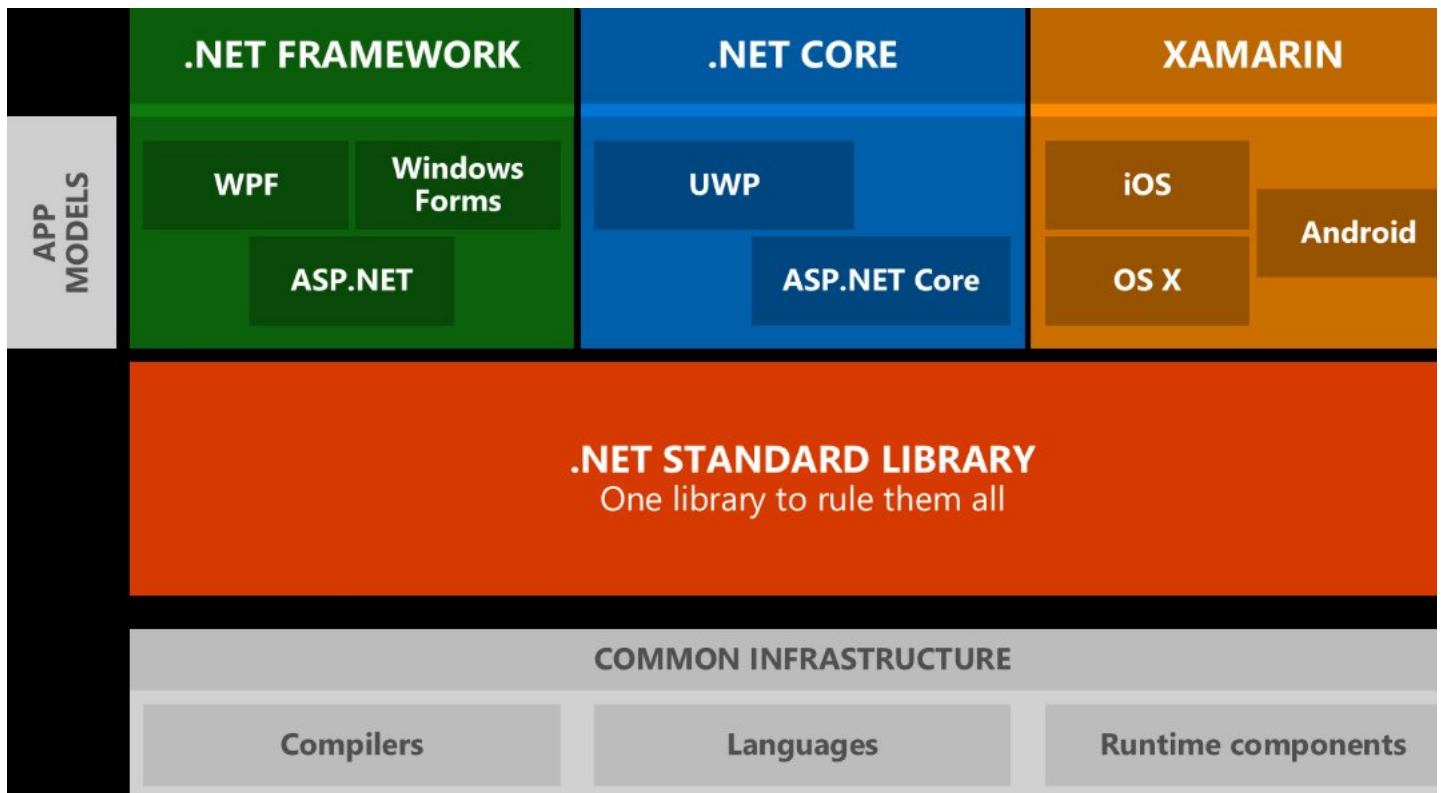 .NET FRAMEWORK
.NET CORE
XAMARIN
APP
MODELS
WPF
Windows
Forms
ASP.NET
UWP
ASP.NET Core
iOS
Android
OS X
.NET STANDARD LIBRARY
One library to rule them all
COMMON INFRASTRUCTURE
Compilers
Languages
Runtime components